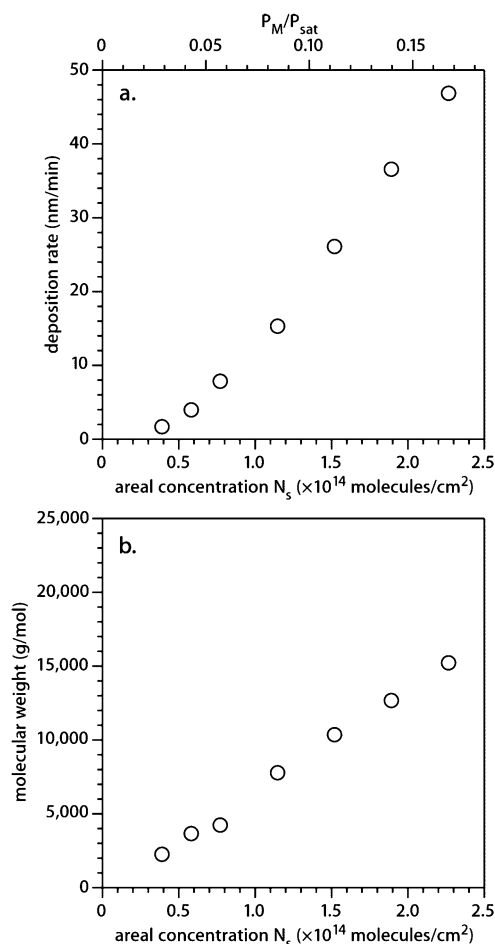 P_M/P_sat
0 0.05 0.10 0.15
a.
50
40
30
20
10
0
deposition rate (nm/min)
0 0.5 1.0 1.5 2.0 2.5
areal concentration N_s (×10^14 molecules/cm^2)
b.
25,000
20,000
15,000
10,000
5,000
0
molecular weight (g/mol)
0 0.5 1.0 1.5 2.0 2.5
areal concentration N_s (×10^14 molecules/cm^2)